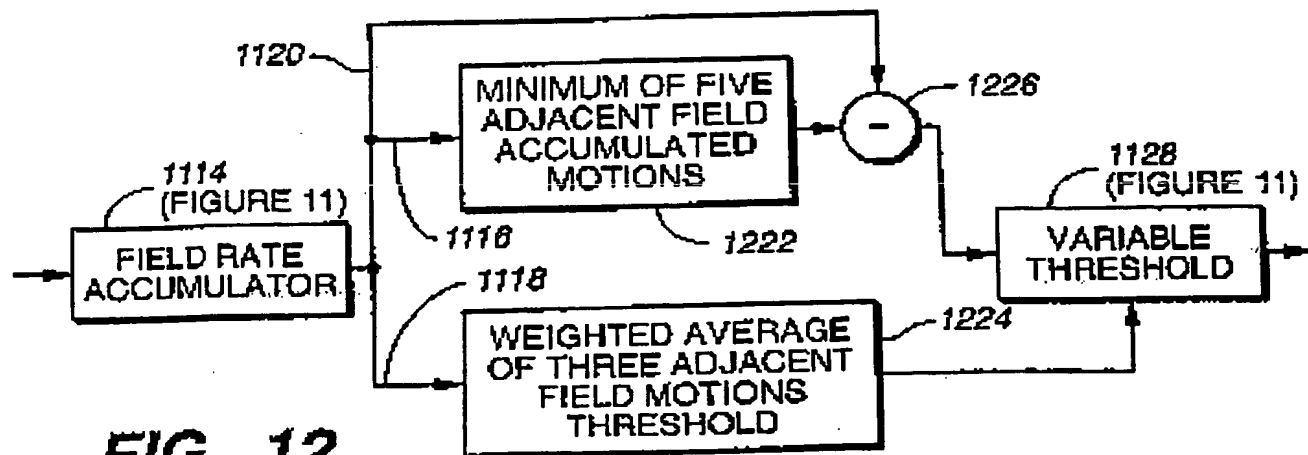 1120
MINIMUM OF FIVE
ADJACENT FIELD
ACCUMULATED
MOTIONS
1226
-
1114
(FIGURE 11)
FIELD RATE
ACCUMULATOR
1116
1222
1128
(FIGURE 11)
VARIABLE
THRESHOLD
1118
WEIGHTED AVERAGE
OF THREE ADJACENT
FIELD MOTIONS
THRESHOLD
1224
FIG. 12